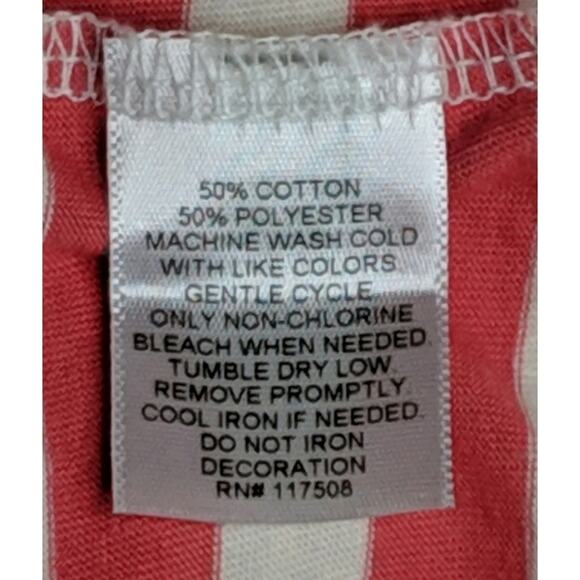 50% COTTON
50% POLYESTER
MACHINE WASH COLD
WITH LIKE COLORS
GENTLE CYCLE
ONLY NON-CHLORINE
BLEACH WHEN NEEDED.
TUMBLE DRY LOW.
REMOVE PROMPTLY.
COOL IRON IF NEEDED.
DO NOT IRON
DECORATION
RN# 117508